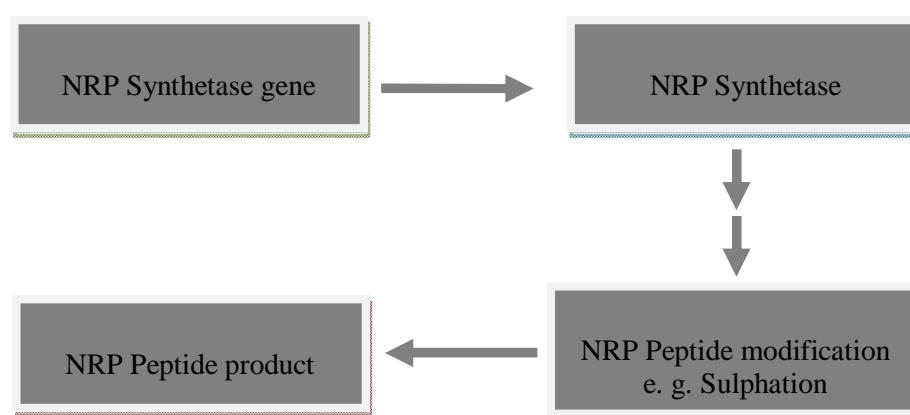 NRP Synthetase gene
NRP Synthetase
NRP Peptide modification
e. g. Sulphation
NRP Peptide product